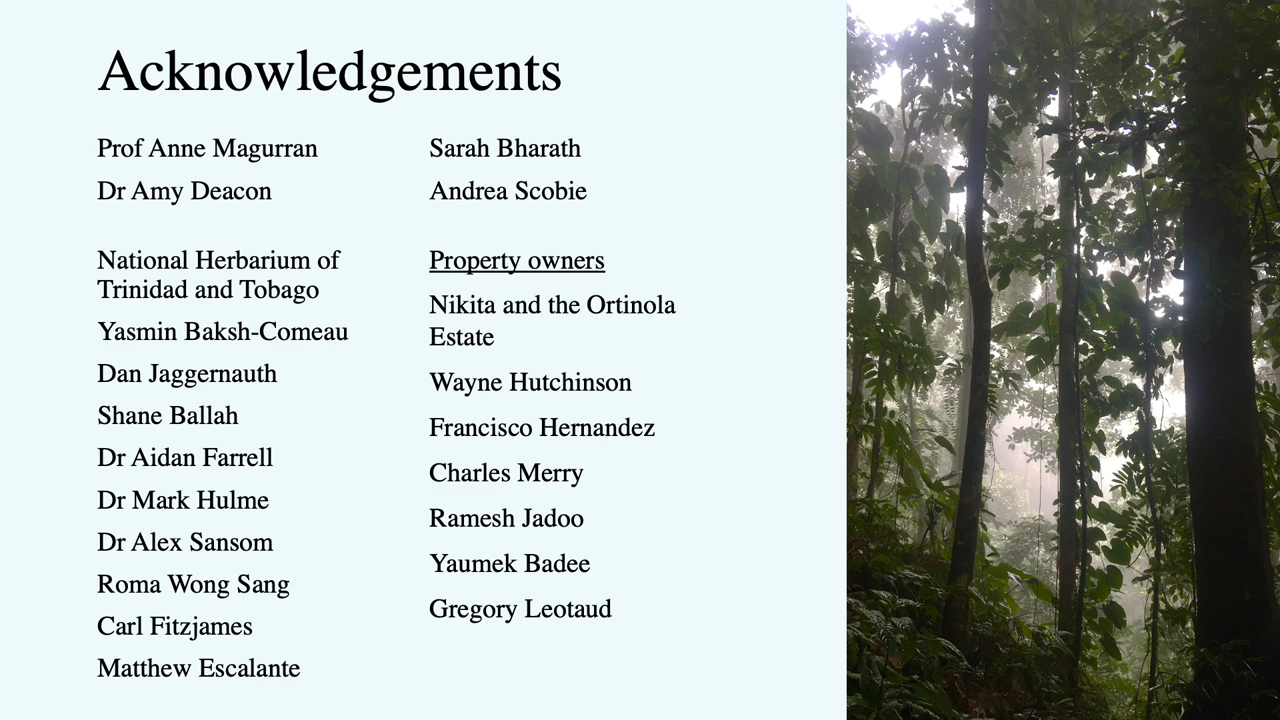 Acknowledgements
Prof Anne Magurran
Dr Amy Deacon
National Herbarium of
Trinidad and Tobago
Yasmin Baksh-Comeau
Dan Jaggernauth
Shane Ballah
Dr Aidan Farrell
Dr Mark Hulme
Dr Alex Sansom
Roma Wong Sang
Carl Fitzjames
Matthew Escalante
Sarah Bharath
Andrea Scobie
Property owners
Nikita and the Ortinola
Estate
Wayne Hutchinson
Francisco Hernandez
Charles Merry
Ramesh Jadoo
Yaumek Badee
Gregory Leotaud